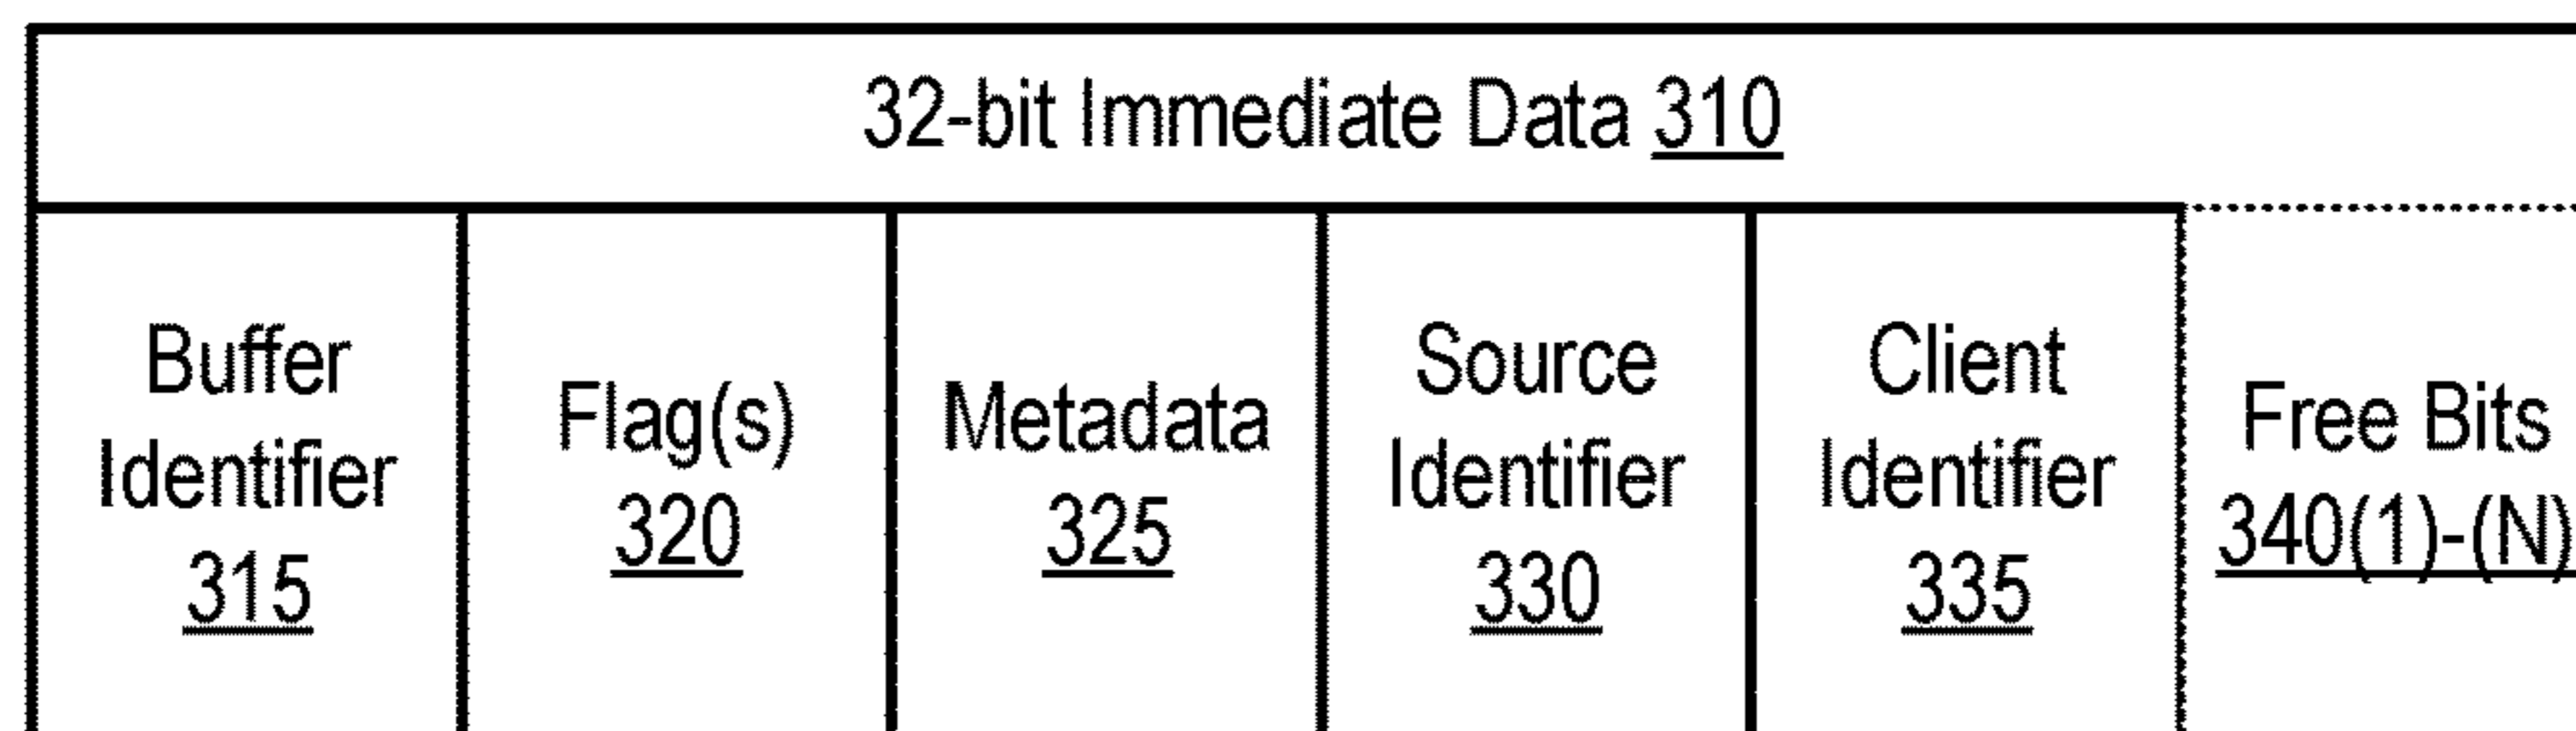 32-bit Immediate Data 310
Buffer
Identifier
315
Flag(s)
320
Metadata
325
Source
Identifier
330
Client
Identifier
335
Free Bits
340(1)-(N)